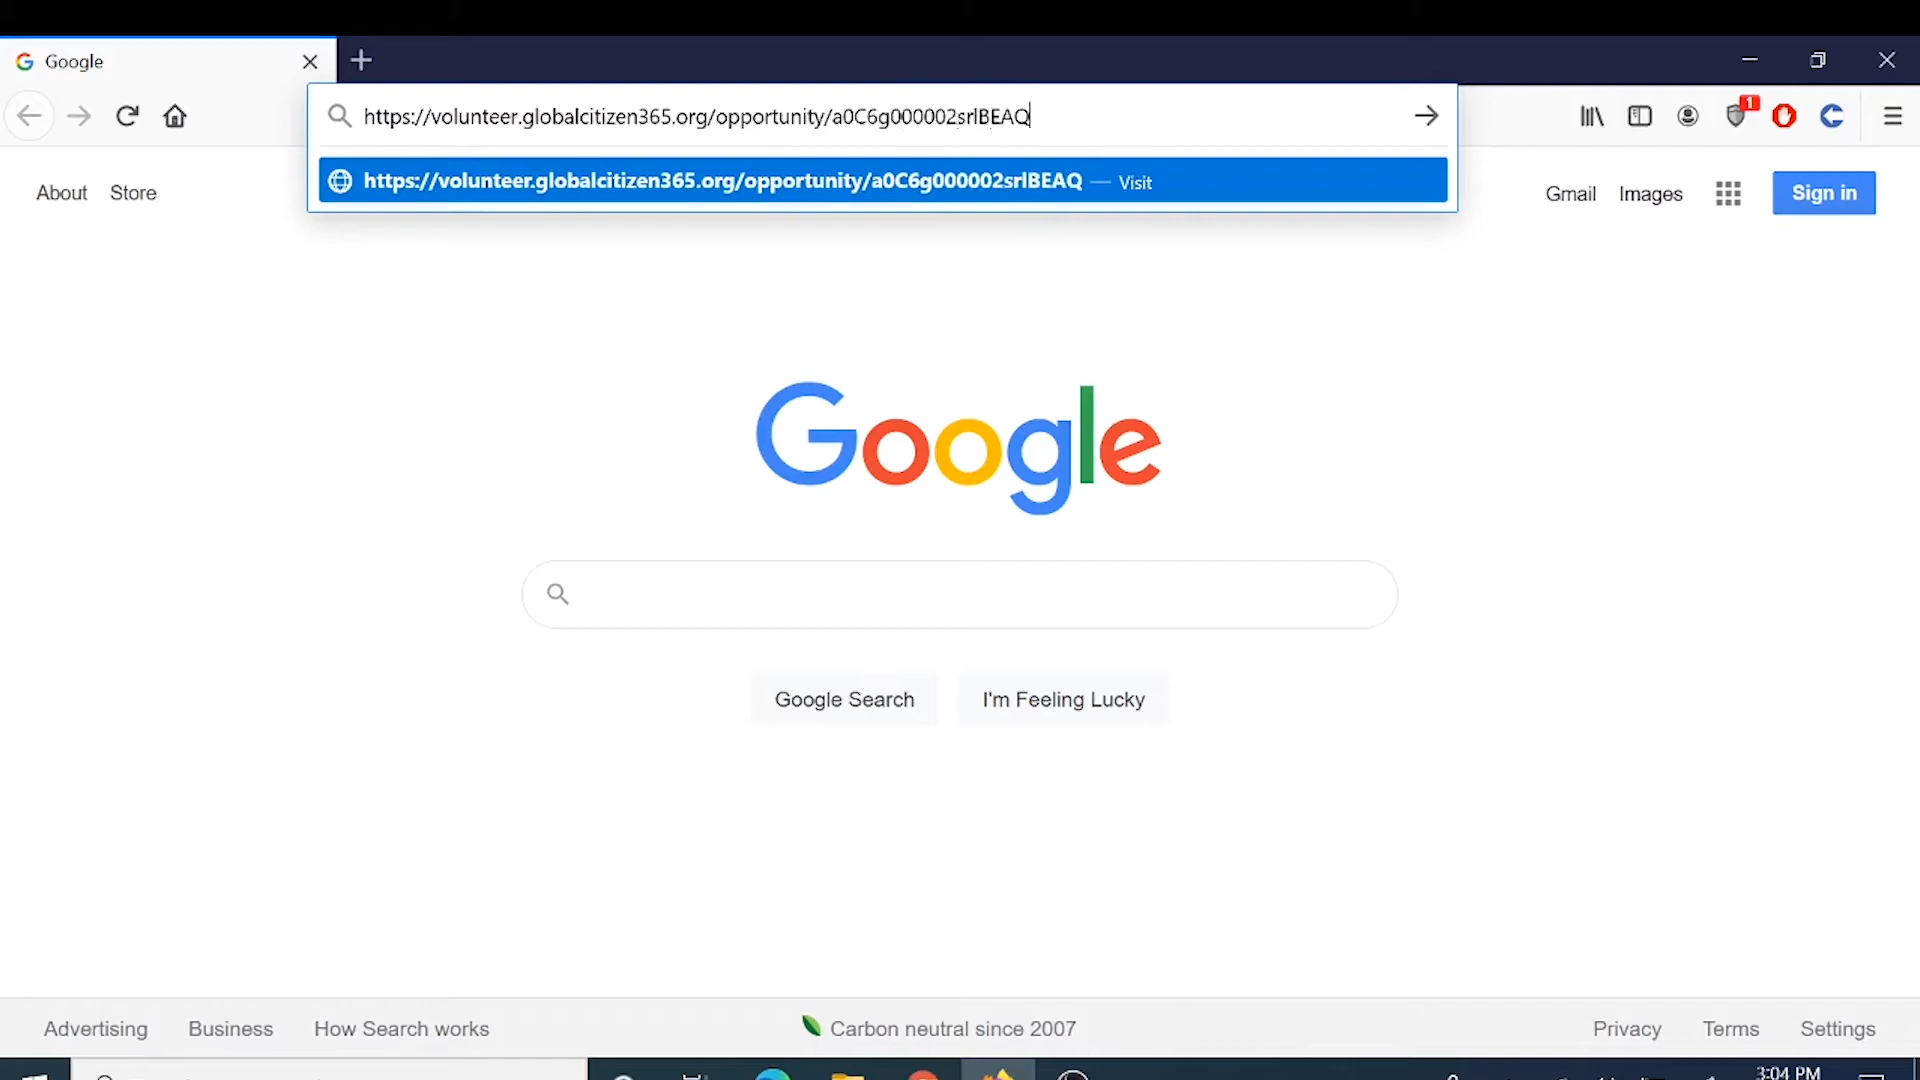 Google
https://volunteer.globalcitizen365.org/opportunity/a0C6g000002srlBEAQ
1
https://volunteer.globalcitizen365.org/opportunity/a0C6g000002srlBEAQ — Visit
About Store
Gmail Images Sign in
Google
Google Search I'm Feeling Lucky
Advertising Business How Search works Carbon neutral since 2007 Privacy Terms Settings
3:04 PM